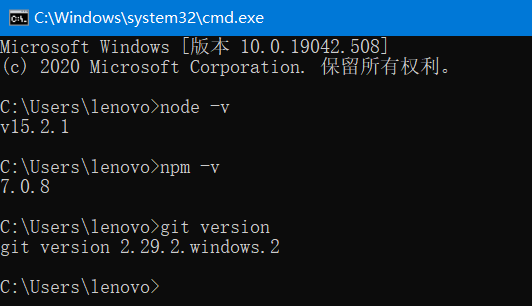 C:\Windows\system32\cmd.exe
Microsoft Windows [版本 10.0.19042.508]
(c) 2020 Microsoft Corporation. 保留所有权利。
C:\Users\lenovo>node -v
v15.2.1
C:\Users\lenovo>npm -v
7.0.8
C:\Users\lenovo>git version
git version 2.29.2.windows.2
C:\Users\lenovo>